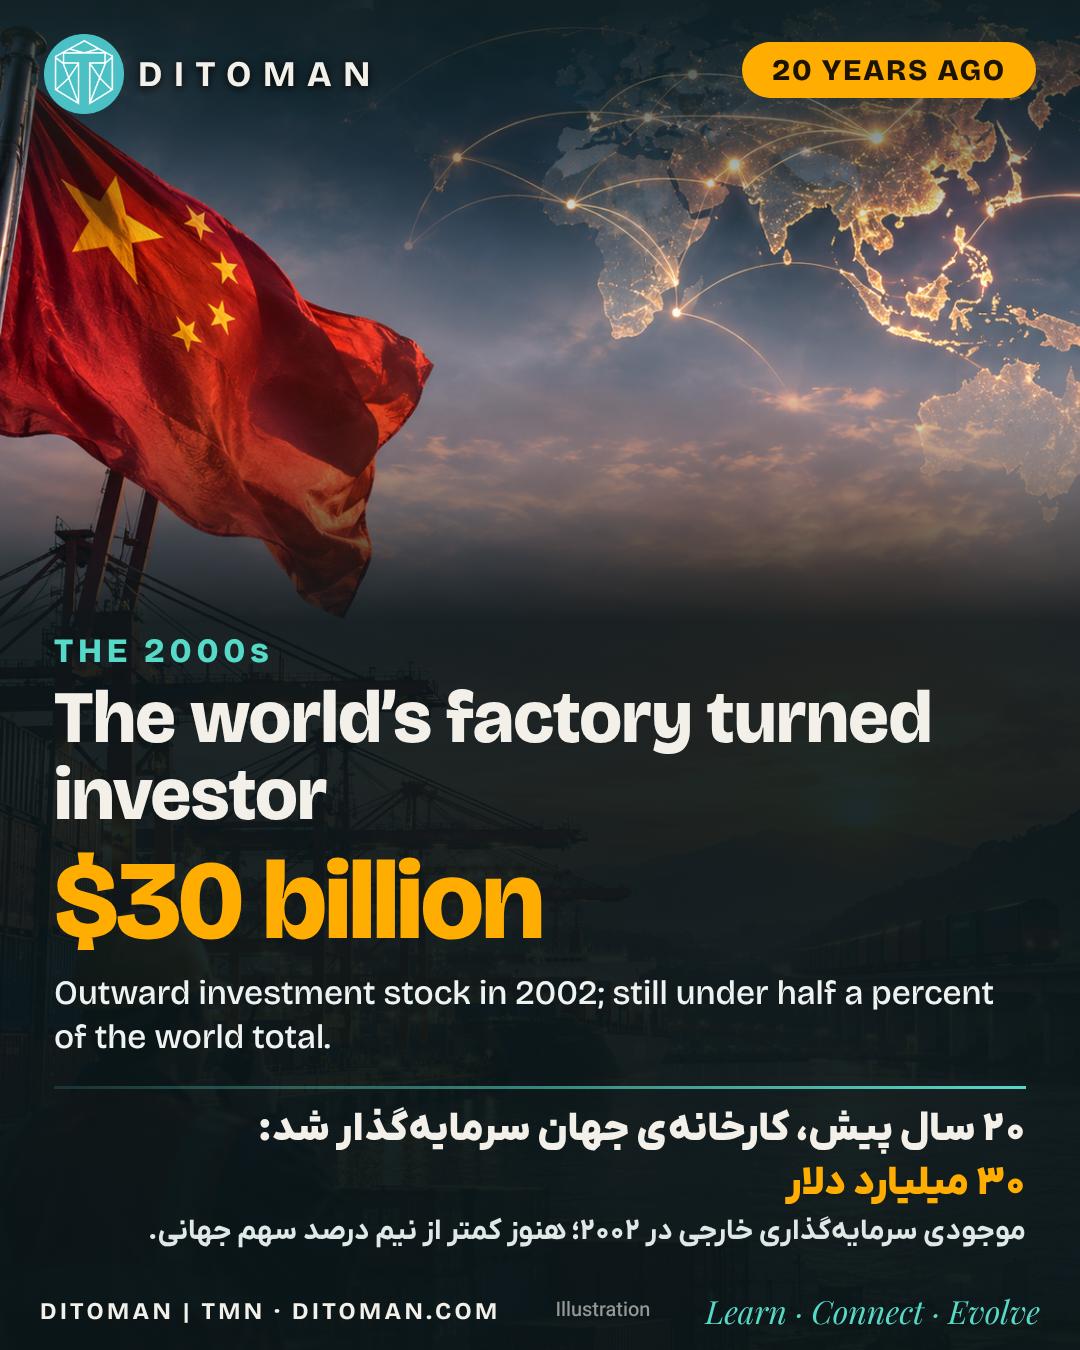 DITOMAN
20 YEARS AGO
THE 2000s
The world’s factory turned
investor
$30 billion
Outward investment stock in 2002; still under half a percent
of the world total.
۲۰ سال پیش، کارخانه‌ی جهان سرمایه‌گذار شد:
۳۰ میلیارد دلار
موجودی سرمایه‌گذاری خارجی در ۲۰۰۲؛ هنوز کمتر از نیم درصد سهم جهانی.
DITOMAN | TMN · DITOMAN.COM
Illustration
Learn · Connect · Evolve